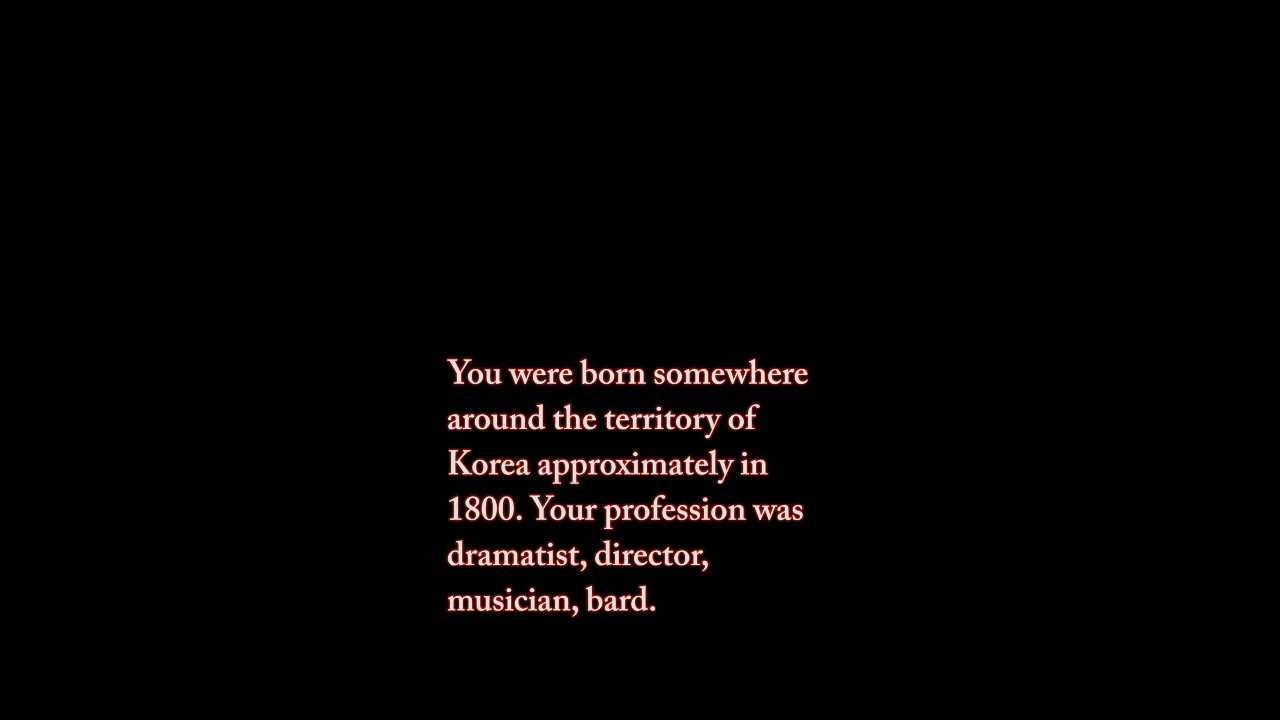 You were born somewhere
around the territory of
Korea approximately in
1800. Your profession was
dramatist, director,
musician, bard.